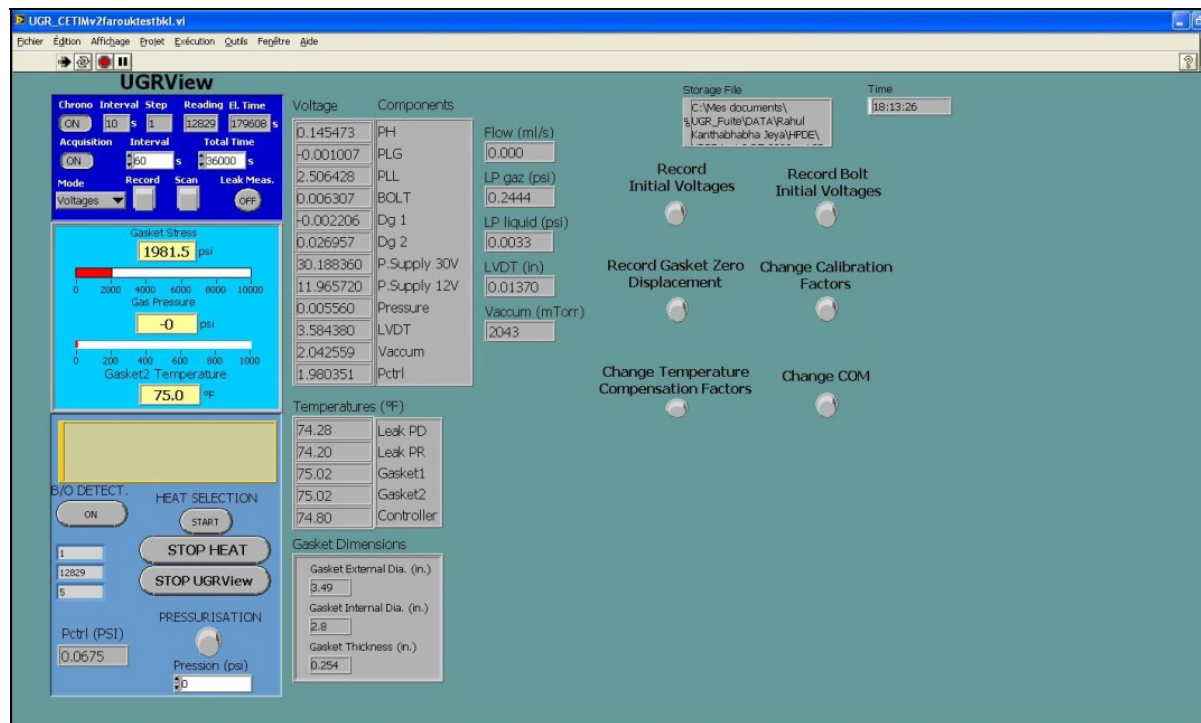 UGR_CETIMv2farouktestbkl.vi
Fichier Édition Affichage Projet Exécution Outils Fenêtre Aide
UGRView
Chrono Interval Step Reading El. Time
ON 10 s 1 12829 179608 s
Acquisition Interval Total Time
ON 60 s 36000 s
Mode Record Scan Leak Meas.
Voltages OFF
Gasket Stress
1981.5 psi
0 2000 4000 6000 8000 10000
Gas Pressure
-0 psi
0 200 400 600 800 1000
Gasket2 Temperature
75.0 ºF
B/O DETECT.
ON
HEAT SELECTION
START
STOP HEAT
STOP UGRView
1
12829
5
PRESSURISATION
Pctrl (PSI)
0.0675
Pression (psi)
0
Voltage Components
0.145473 PH
-0.001007 PLG
2.506428 PLL
0.006307 BOLT
-0.002206 Dg 1
0.026957 Dg 2
30.188360 P.Supply 30V
11.965720 P.Supply 12V
0.005560 Pressure
3.584380 LVDT
2.042559 Vaccum
1.980351 Pctrl
Temperatures (ºF)
74.28 Leak PD
74.20 Leak PR
75.02 Gasket1
75.02 Gasket2
74.80 Controller
Gasket Dimensions
Gasket External Dia. (in.)
3.49
Gasket Internal Dia. (in.)
2.8
Gasket Thickness (in.)
0.254
Flow (ml/s)
0.000
LP gaz (psi)
0.2444
LP liquid (psi)
0.0033
LVDT (in)
0.01370
Vaccum (mTorr)
2043
Storage File
C:\Mes documents\
UGR_Fuite\DATA\Rahul
Kanthabhabha Jeya\HPDE\
Time
18:13:26
Record
Initial Voltages
Record Bolt
Initial Voltages
Record Gasket Zero
Displacement
Change Calibration
Factors
Change Temperature
Compensation Factors
Change COM